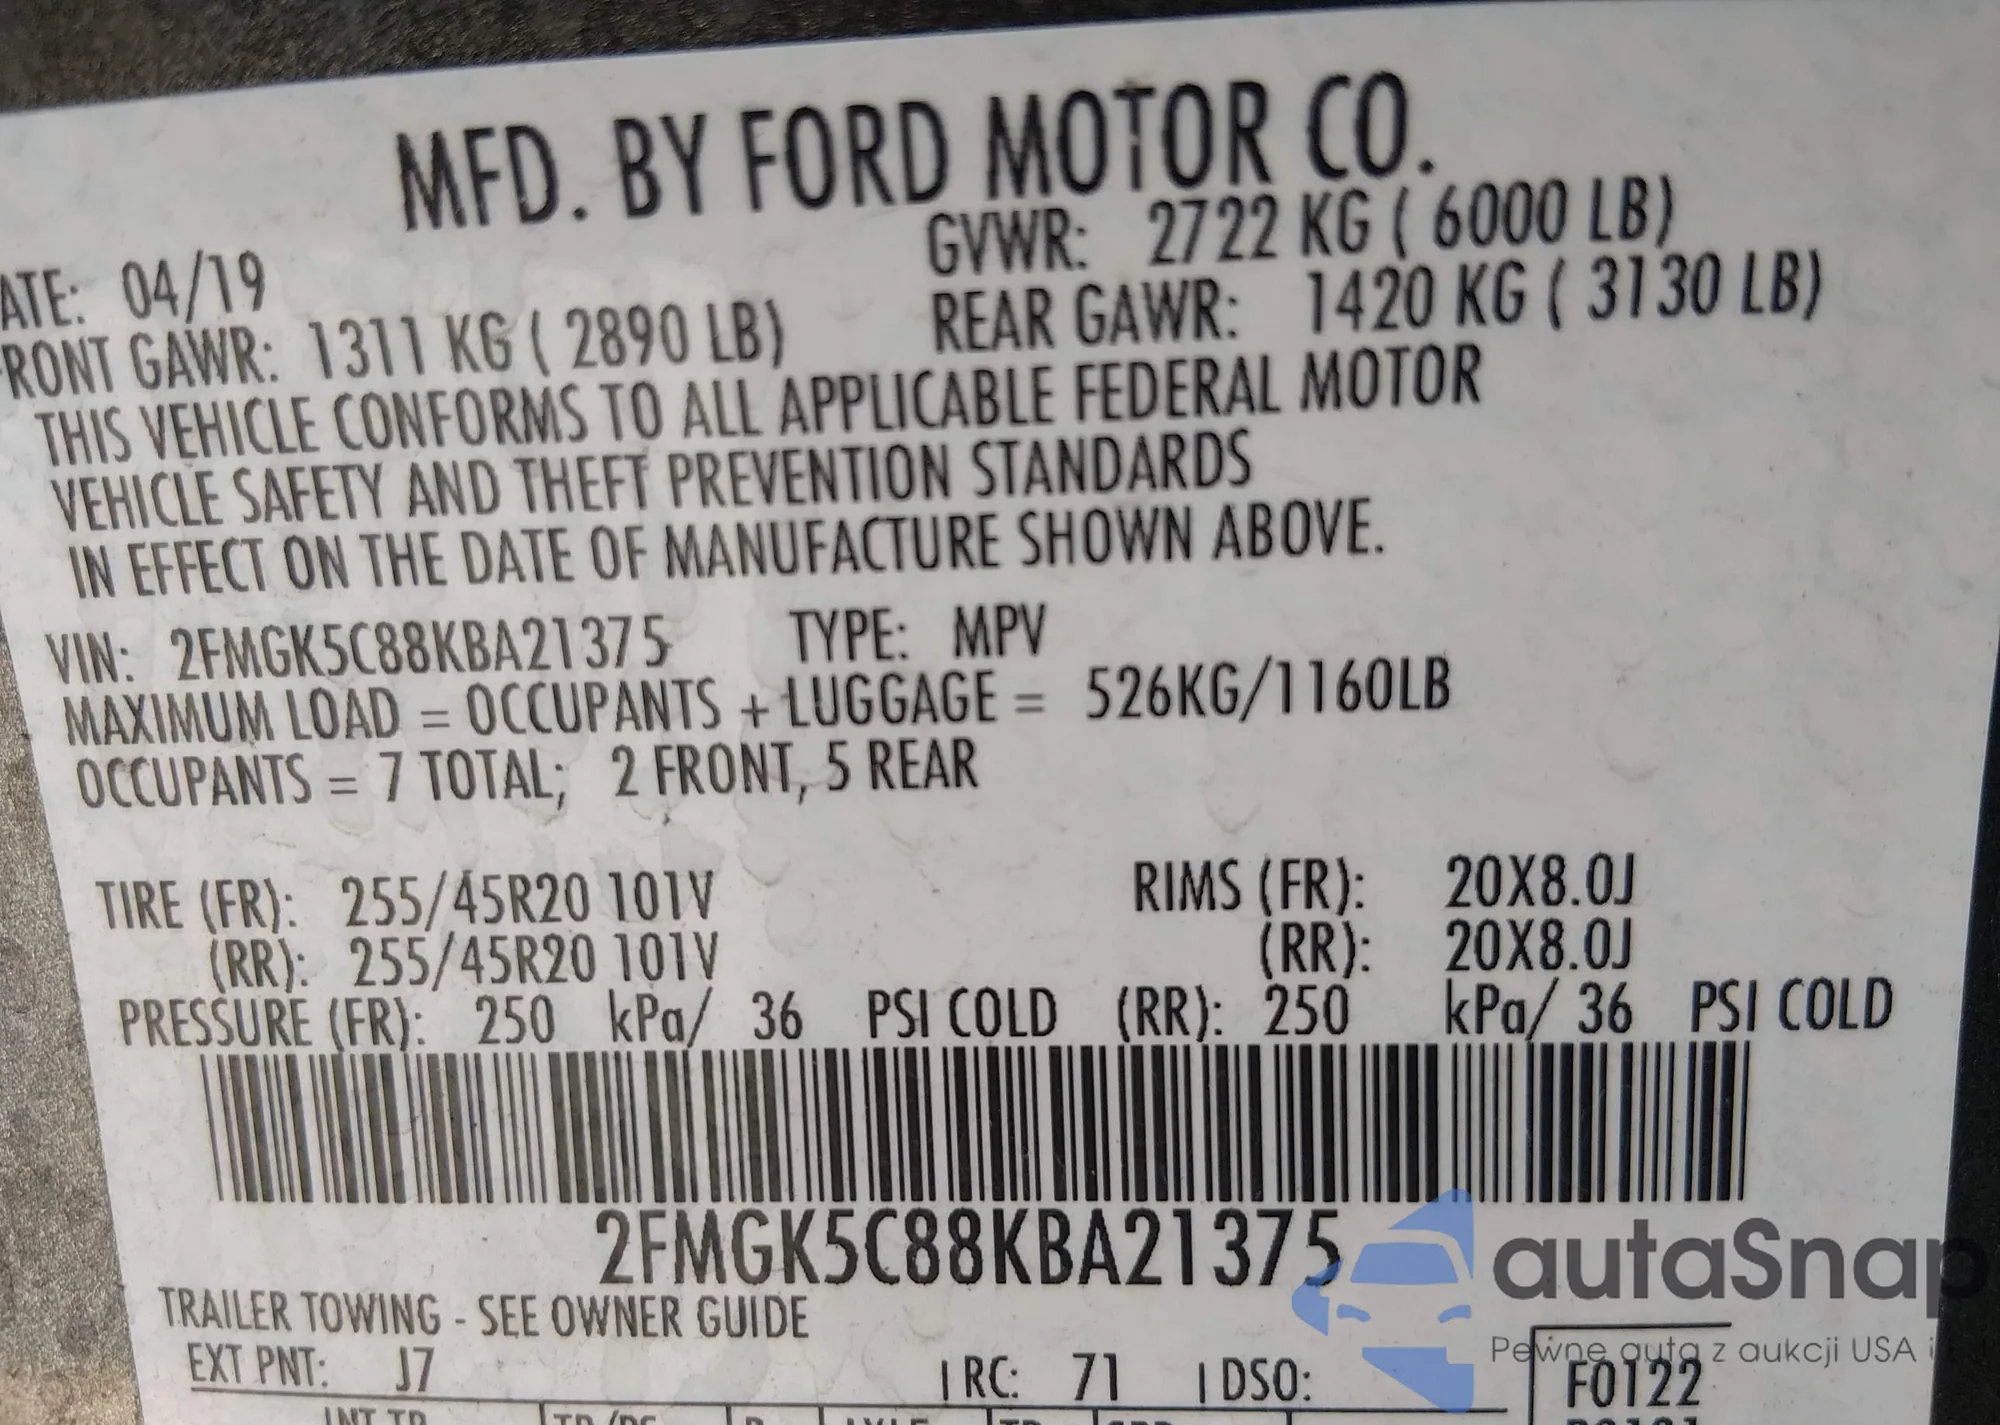 MFD. BY FORD MOTOR CO.
ATE: 04/19 GVWR: 2722 KG ( 6000 LB)
RONT GAWR: 1311 KG ( 2890 LB) REAR GAWR: 1420 KG ( 3130 LB)
THIS VEHICLE CONFORMS TO ALL APPLICABLE FEDERAL MOTOR
VEHICLE SAFETY AND THEFT PREVENTION STANDARDS
IN EFFECT ON THE DATE OF MANUFACTURE SHOWN ABOVE.
VIN: 2FMGK5C88KBA21375 TYPE: MPV
MAXIMUM LOAD = OCCUPANTS + LUGGAGE = 526KG/1160LB
OCCUPANTS = 7 TOTAL; 2 FRONT, 5 REAR
TIRE (FR): 255/45R20 101V RIMS (FR): 20X8.0J
(RR): 255/45R20 101V (RR): 20X8.0J
PRESSURE (FR): 250 kPa/ 36 PSI COLD (RR): 250 kPa/ 36 PSI COLD
2FMGK5C88KBA21375
autaSnap
TRAILER TOWING - SEE OWNER GUIDE
Pewne auta z aukcji USA i
EXT PNT: J7 RC: 71 DSO: F0122